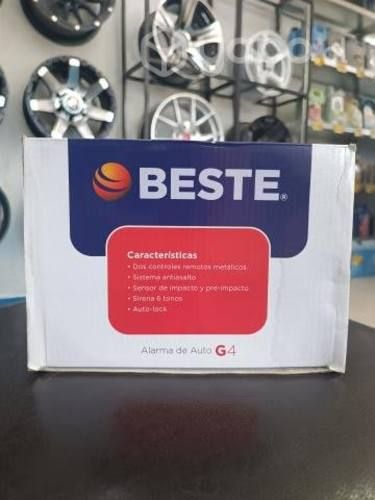 BESTE®
Características
• Dos controles remotos metálicos
• Sistema antiasalto
• Sensor de impacto y pre-impacto
• Sirena 6 tonos
• Auto-lock
Alarma de Auto G4